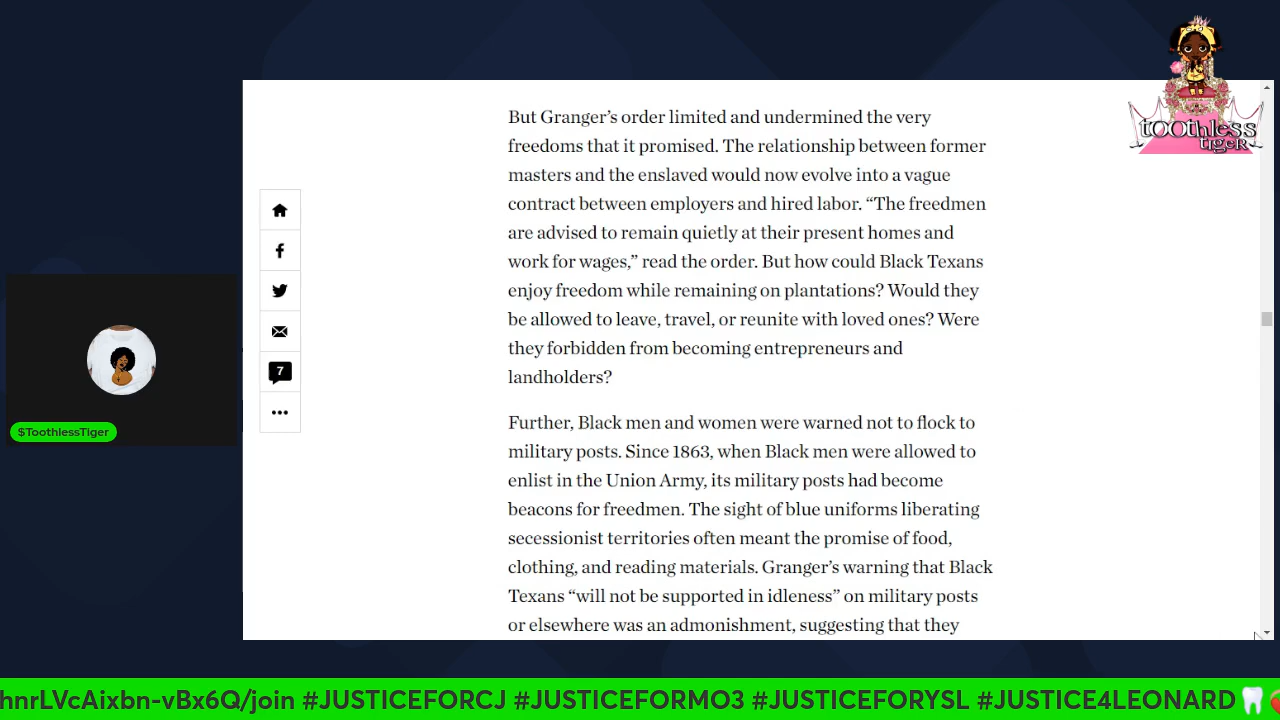 toothless
tigeR
But Granger’s order limited and undermined the very
freedoms that it promised. The relationship between former
masters and the enslaved would now evolve into a vague
contract between employers and hired labor. “The freedmen
are advised to remain quietly at their present homes and
work for wages,” read the order. But how could Black Texans
enjoy freedom while remaining on plantations? Would they
be allowed to leave, travel, or reunite with loved ones? Were
they forbidden from becoming entrepreneurs and
landholders?
7
Further, Black men and women were warned not to flock to
military posts. Since 1863, when Black men were allowed to
enlist in the Union Army, its military posts had become
beacons for freedmen. The sight of blue uniforms liberating
secessionist territories often meant the promise of food,
clothing, and reading materials. Granger’s warning that Black
Texans “will not be supported in idleness” on military posts
or elsewhere was an admonishment, suggesting that they
$ToothlessTiger
hnrLVcAixbn-vBx6Q/join #JUSTICEFORCJ #JUSTICEFORMO3 #JUSTICEFORYSL #JUSTICE4LEONARD